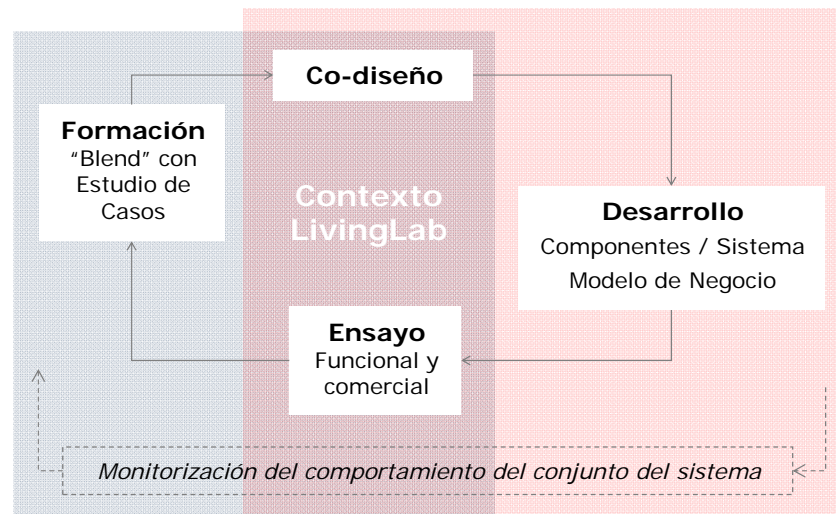 Co-diseño
Formación
“Blend” con
Estudio de
Casos
Contexto
LivingLab
Desarrollo
Componentes / Sistema
Modelo de Negocio
Ensayo
Funcional y
comercial
Monitorización del comportamiento del conjunto del sistema